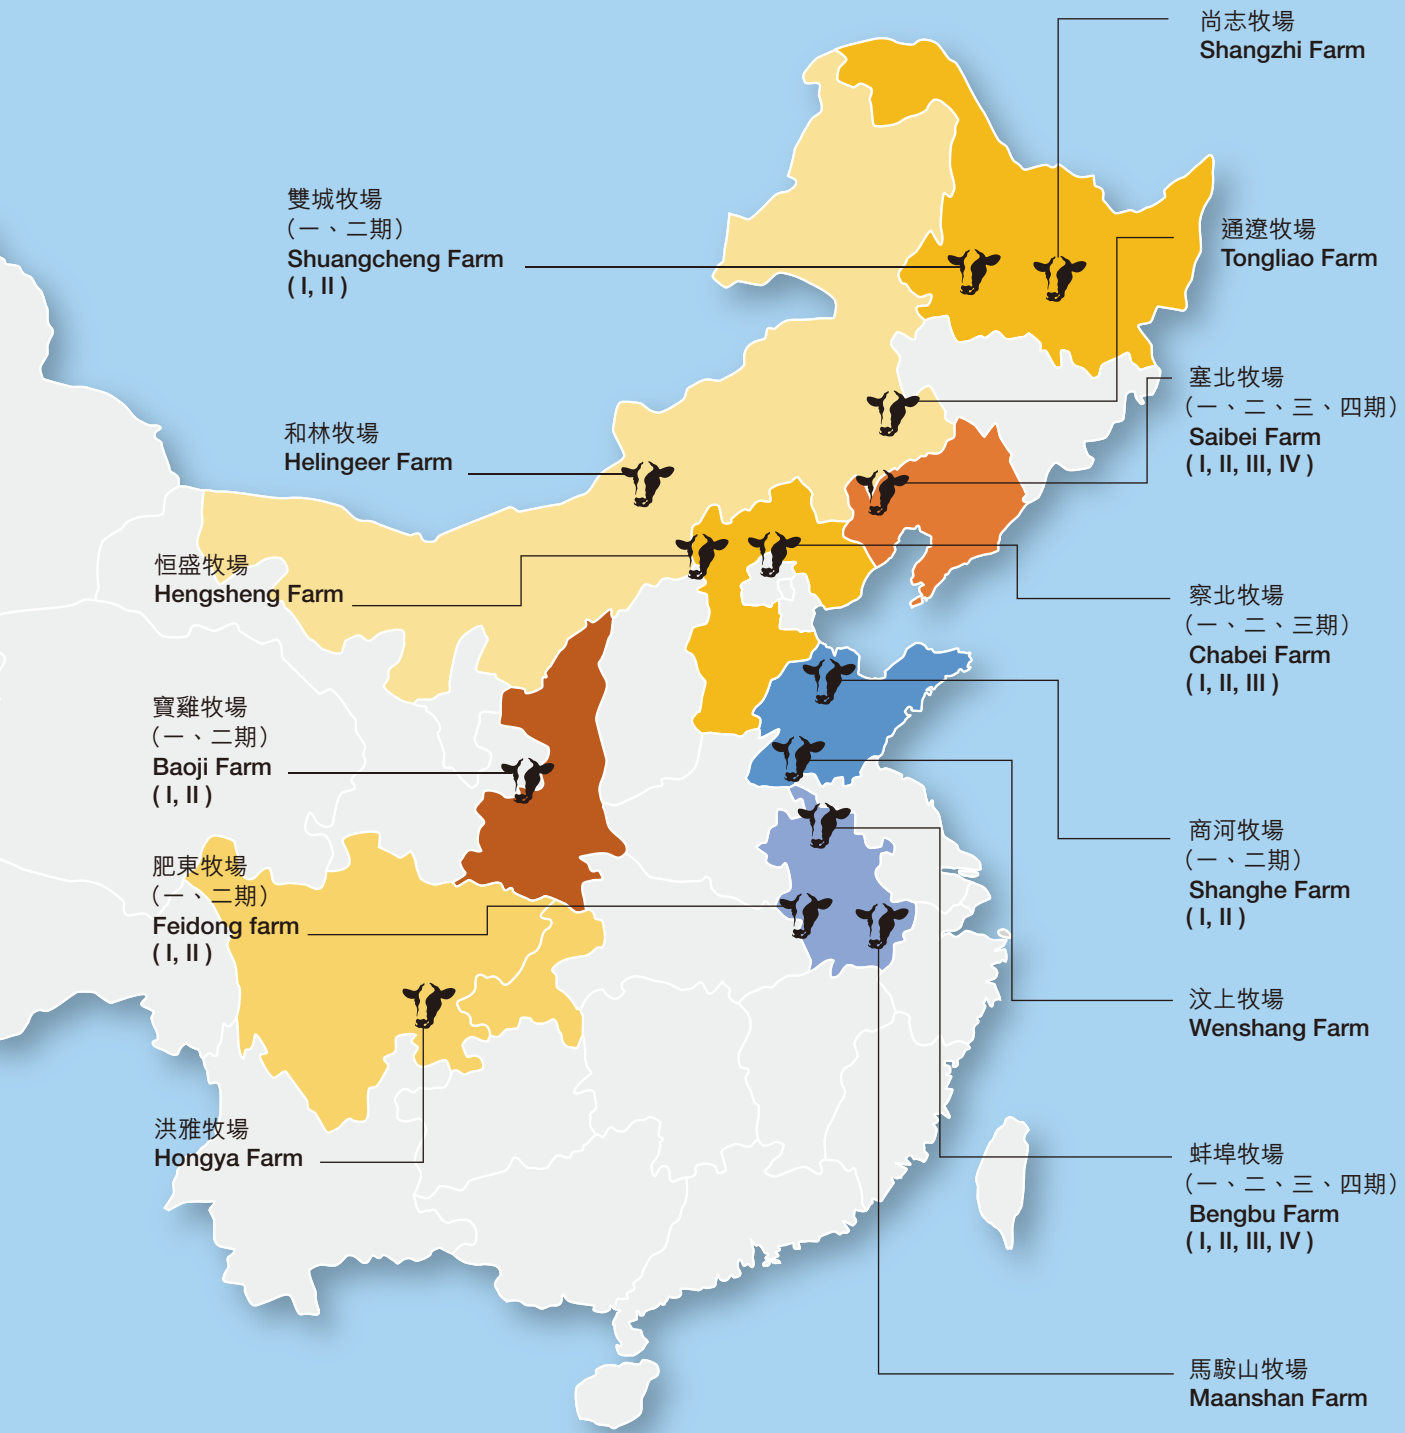 尚志牧場
Shangzhi Farm
雙城牧場
（一、二期）
Shuangcheng Farm
( I, II )
通遼牧場
Tongliao Farm
塞北牧場
（一、二、三、四期）
Saibei Farm
( I, II, III, IV )
和林牧場
Helingeer Farm
恒盛牧場
Hengsheng Farm
察北牧場
（一、二、三期）
Chabei Farm
( I, II, III )
寶雞牧場
（一、二期）
Baoji Farm
( I, II )
商河牧場
（一、二期）
Shanghe Farm
( I, II )
肥東牧場
（一、二期）
Feidong farm
( I, II )
汶上牧場
Wenshang Farm
洪雅牧場
Hongya Farm
蚌埠牧場
（一、二、三、四期）
Bengbu Farm
( I, II, III, IV )
馬鞍山牧場
Maanshan Farm